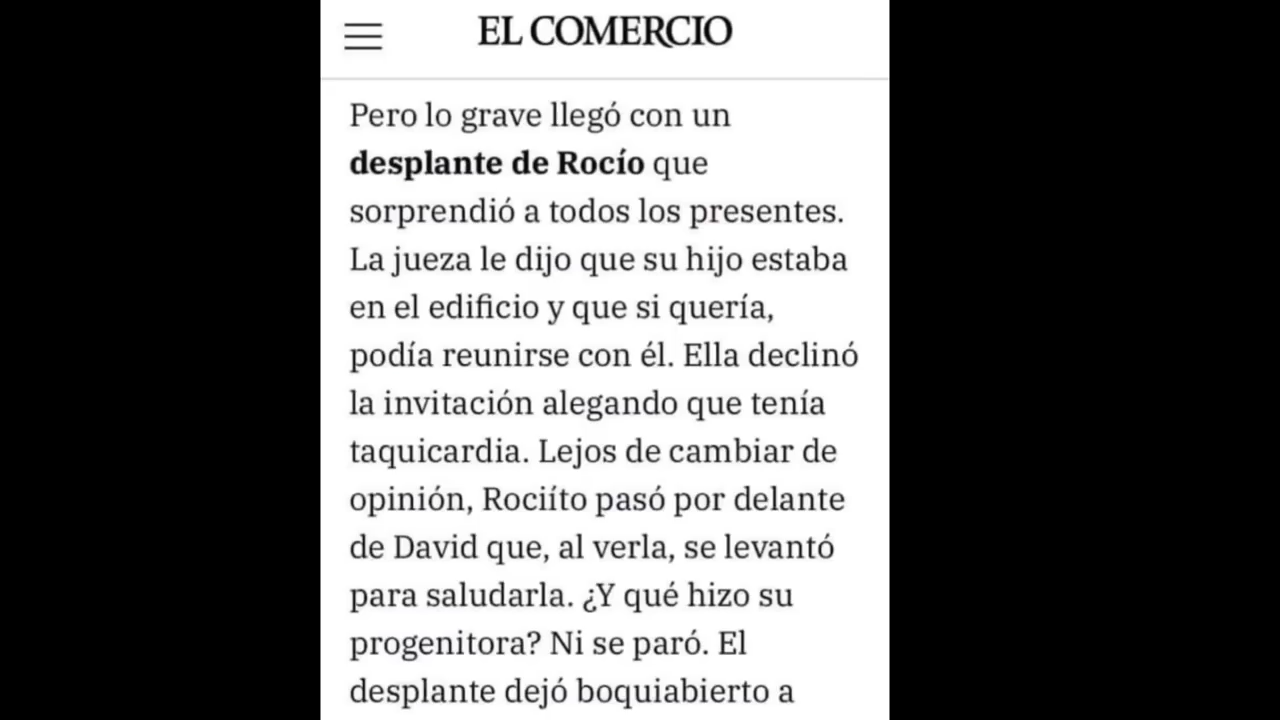 EL COMERCIO
Pero lo grave llegó con un
desplante de Rocío que
sorprendió a todos los presentes.
La jueza le dijo que su hijo estaba
en el edificio y que si quería,
podía reunirse con él. Ella declinó
la invitación alegando que tenía
taquicardia. Lejos de cambiar de
opinión, Rociíto pasó por delante
de David que, al verla, se levantó
para saludarla. ¿Y qué hizo su
progenitora? Ni se paró. El
desplante dejó boquiabierto a